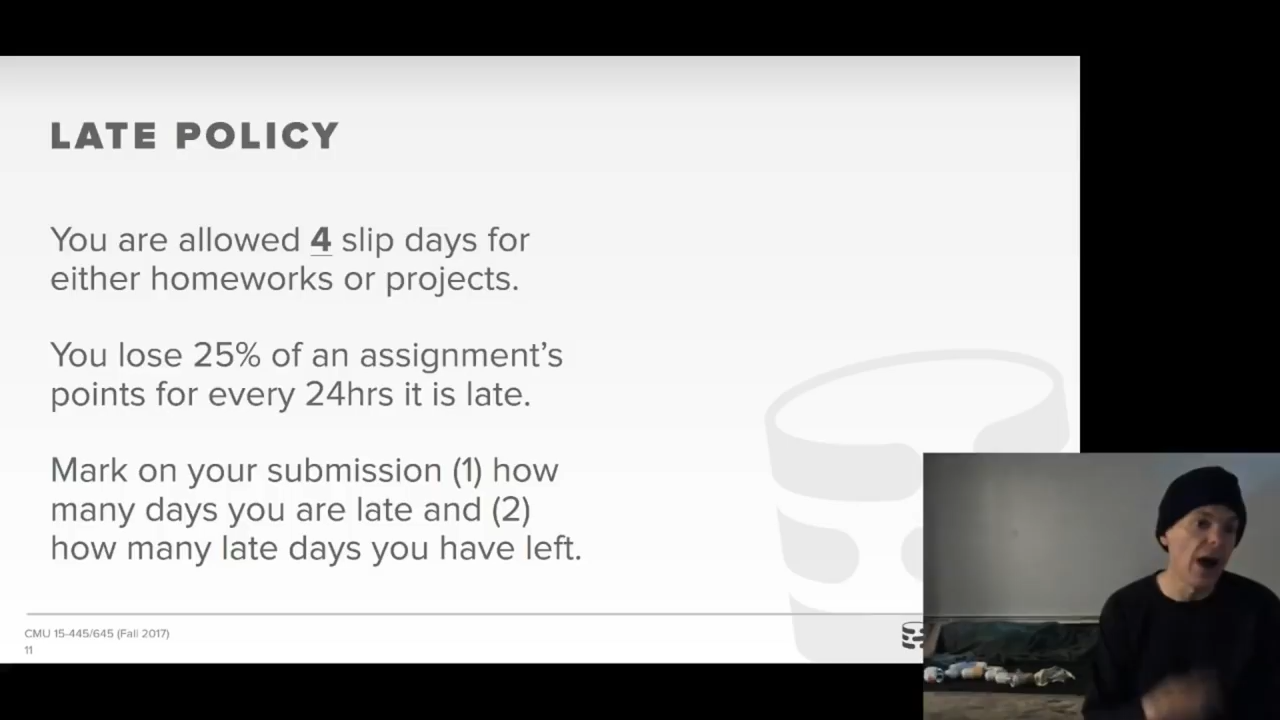 LATE POLICY
You are allowed 4 slip days for
either homeworks or projects.
You lose 25% of an assignment’s
points for every 24hrs it is late.
Mark on your submission (1) how
many days you are late and (2)
how many late days you have left.
CMU 15-445/645 (Fall 2017)
11